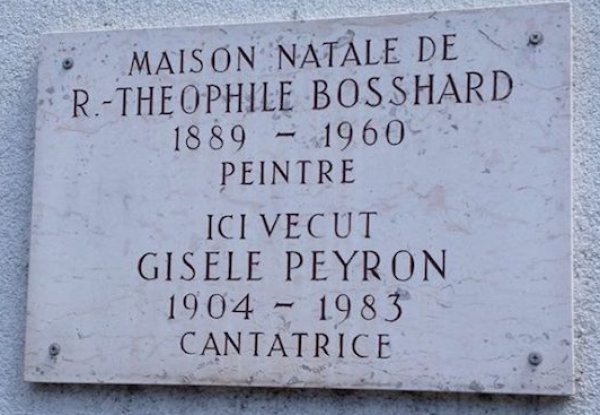 MAISON NATALE DE
R.-THEOPHILE BOSSHARD
1889 - 1960
PEINTRE
ICI VECUT
GISELE PEYRON
1904 - 1983
CANTATRICE